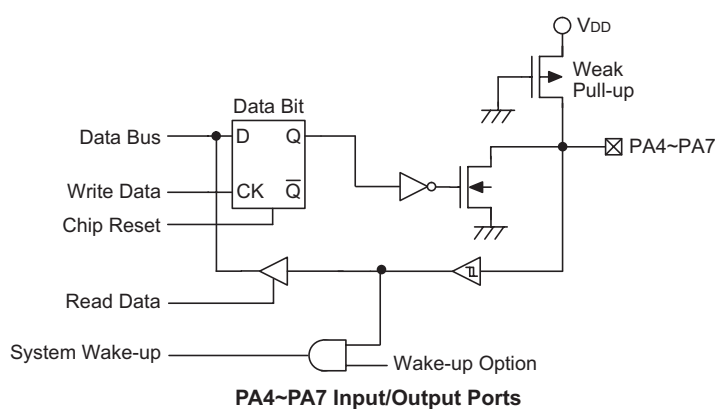 VDD
Weak
Pull-up
Data Bit
Data Bus
D
Q
PA4~PA7
Write Data
CK
Q
Chip Reset
Read Data
System Wake-up
Wake-up Option
PA4~PA7 Input/Output Ports